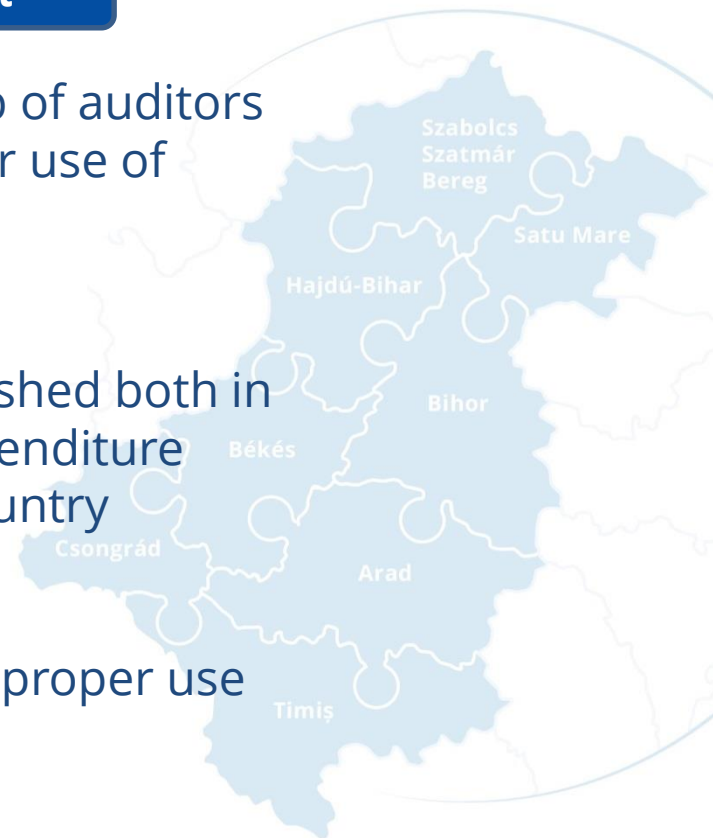 of auditors
r use of
Szabolcs
Szatmár
Bereg
Satu Mare
Hajdú-Bihar
shed both in
Bihor
enditure
Békés
untry
Csongrád
Arad
proper use
Timiș